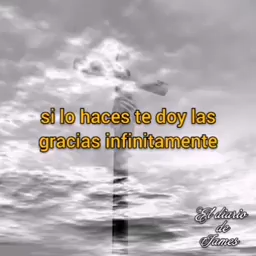 si lo haces te doy las
gracias infinitamente
El diario
de
James